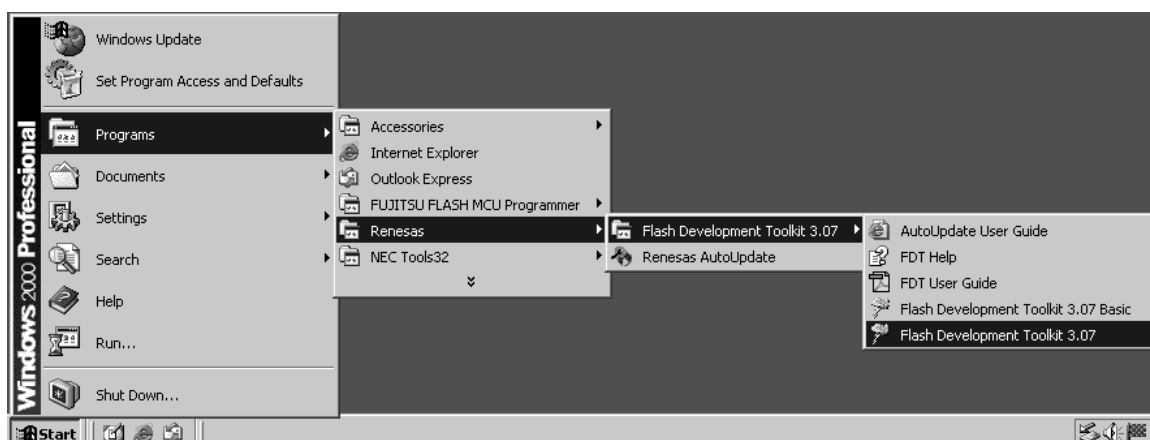 Windows 2000 Professional
Windows Update
Set Program Access and Defaults
Programs
Documents
Settings
Search
Help
Run...
Shut Down...
Accessories
Internet Explorer
Outlook Express
FUJITSU FLASH MCU Programmer
Renesas
NEC Tools32
Flash Development Toolkit 3.07
Renesas AutoUpdate
AutoUpdate User Guide
FDT Help
FDT User Guide
Flash Development Toolkit 3.07 Basic
Flash Development Toolkit 3.07
Start